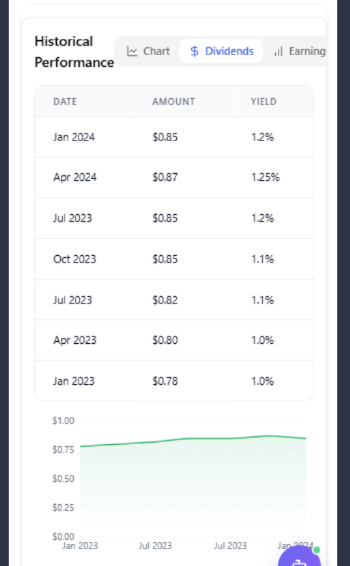 Historical
Performance
Chart
Dividends
Earning
DATE AMOUNT YIELD
Jan 2024 $0.85 1.2%
Apr 2024 $0.87 1.25%
Jul 2023 $0.85 1.2%
Oct 2023 $0.85 1.1%
Jul 2023 $0.82 1.1%
Apr 2023 $0.80 1.0%
Jan 2023 $0.78 1.0%
$1.00
$0.75
$0.50
$0.25
$0.00
Jan 2023 Jul 2023 Jul 2023 Jan 2024